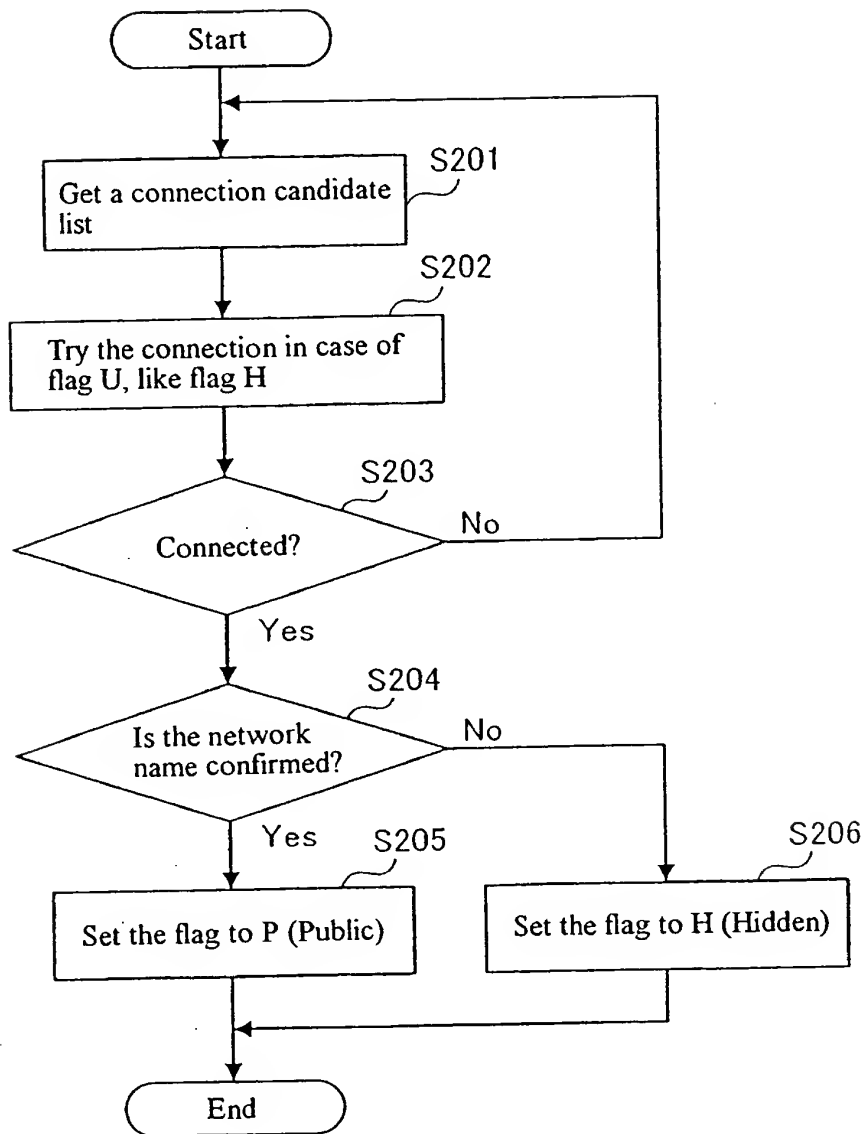 Start
S201
Get a connection candidate
list
S202
Try the connection in case of
flag U, like flag H
S203
Connected?
No
Yes
S204
Is the network
name confirmed?
No
Yes
S205
Set the flag to P (Public)
S206
Set the flag to H (Hidden)
End